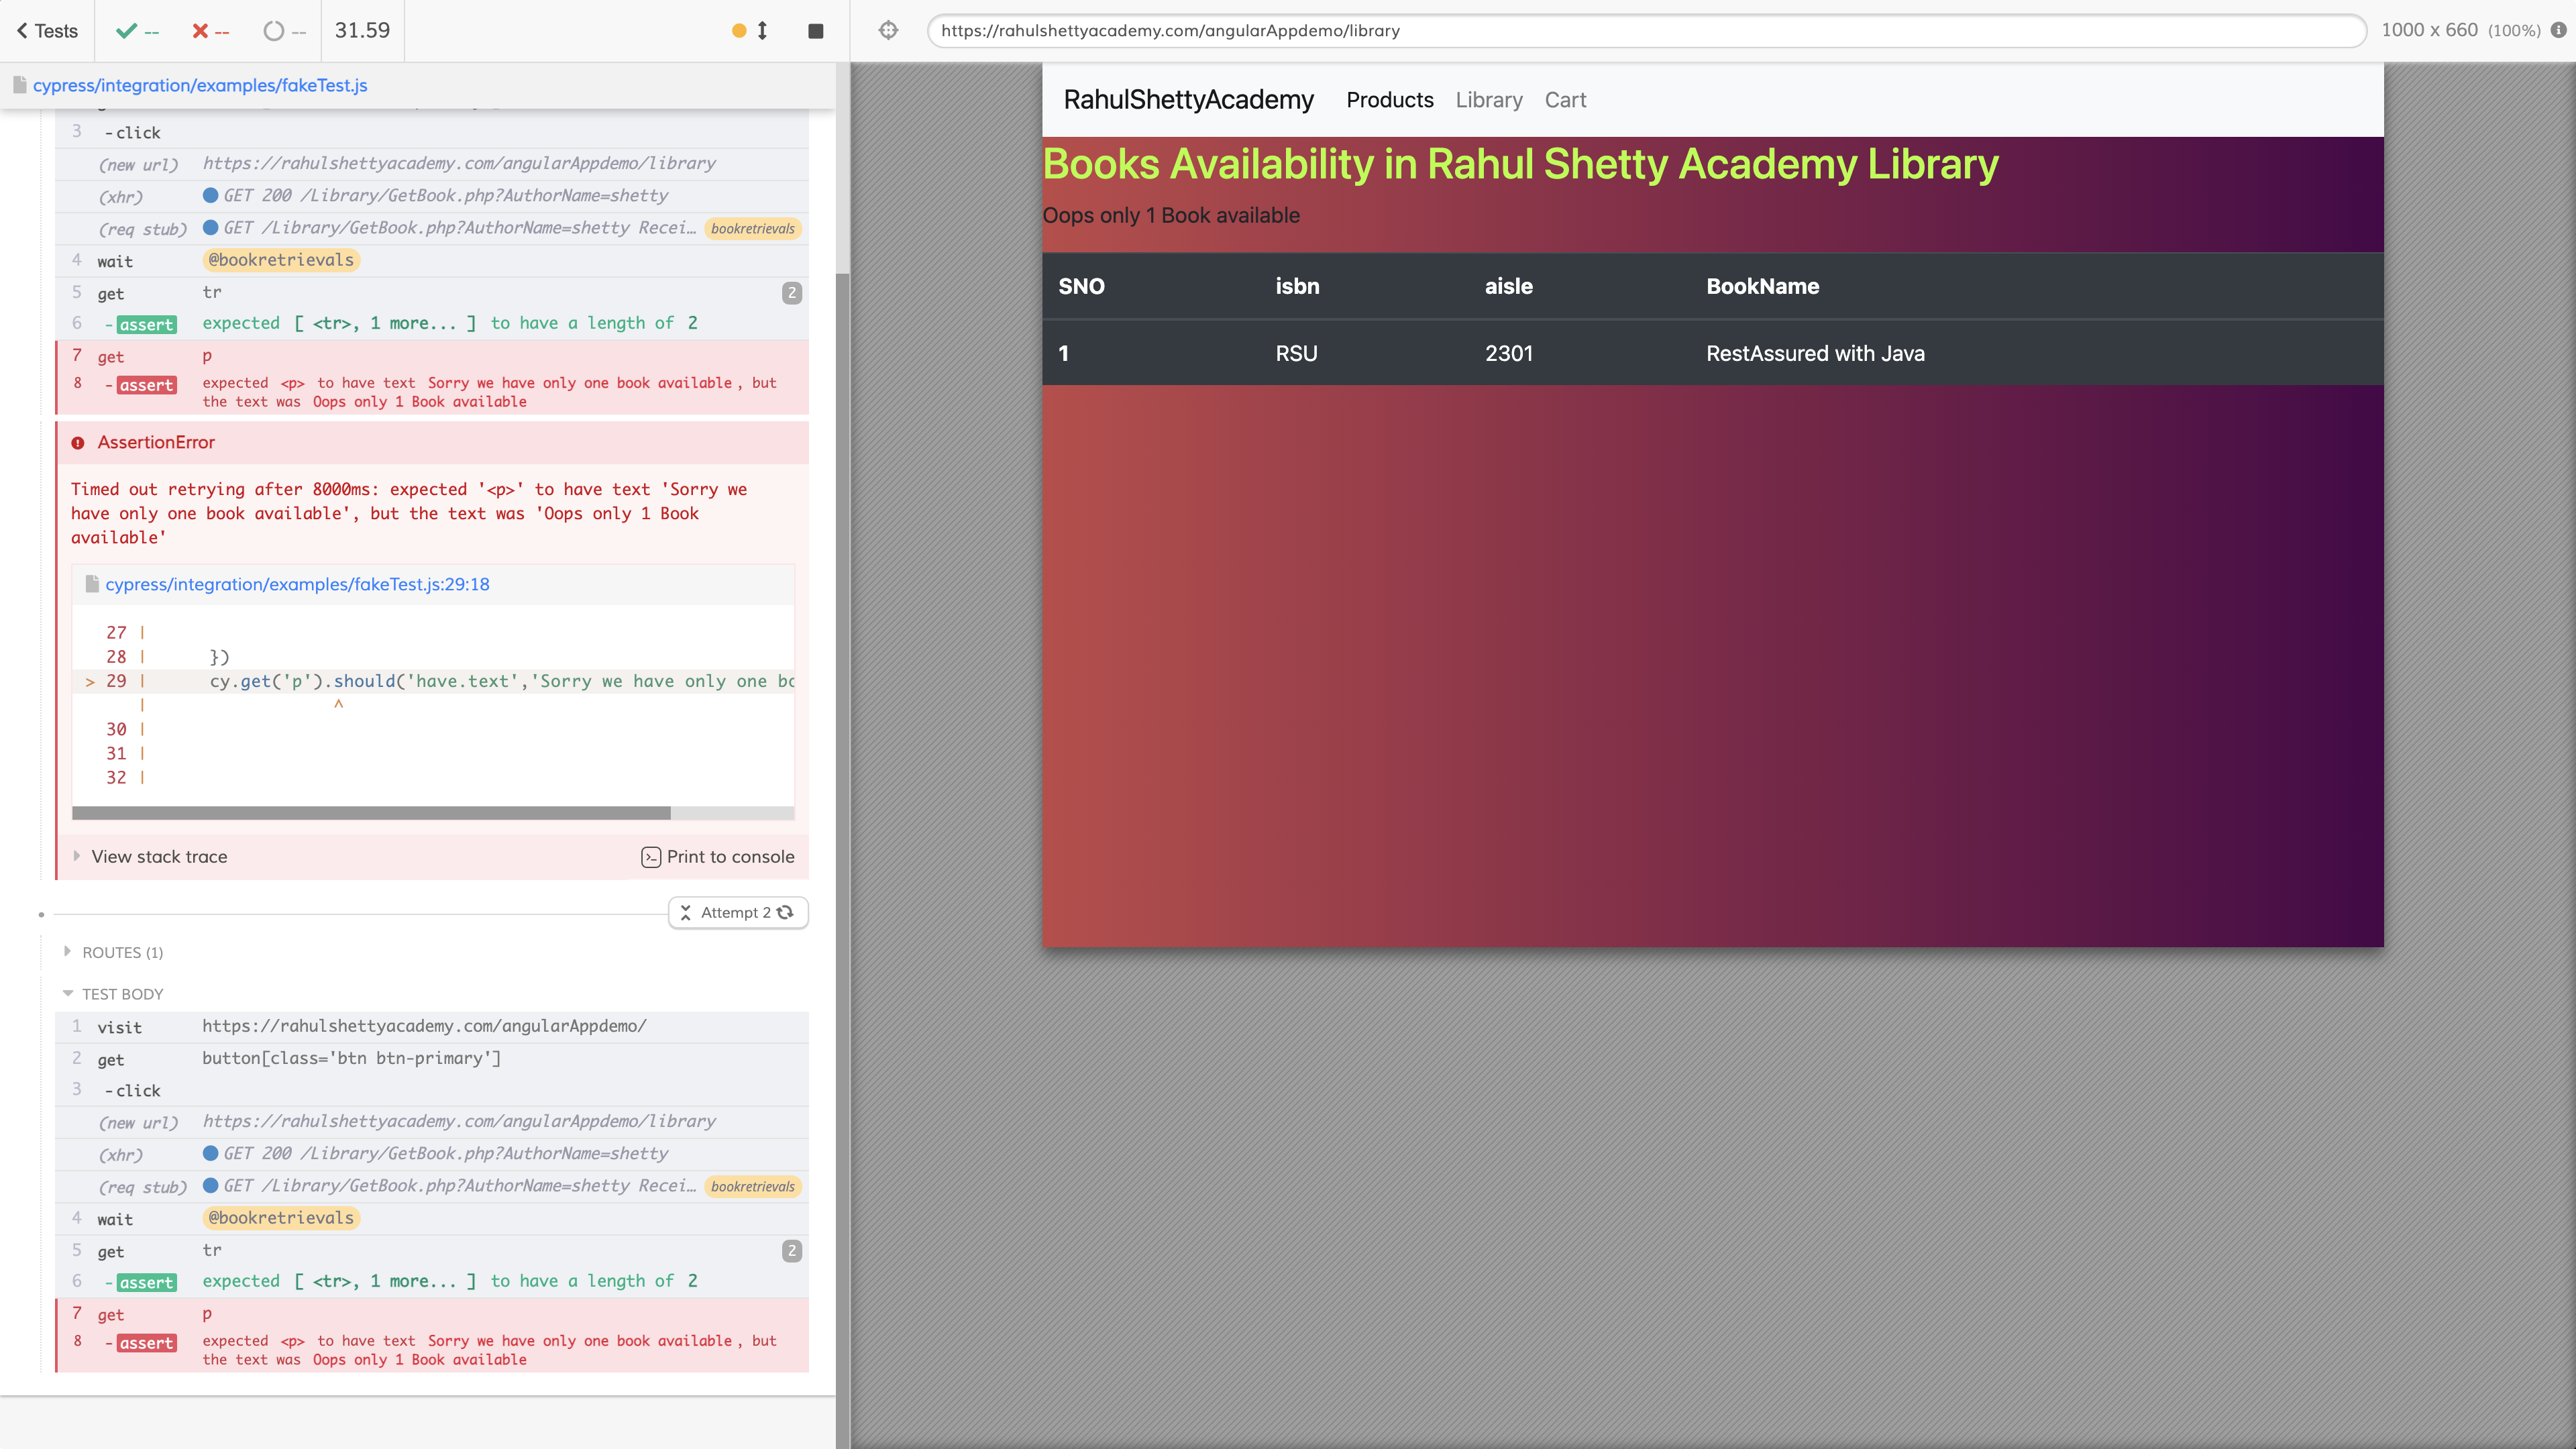 Tests -- -- -- 31.59
https://rahulshettyacademy.com/angularAppdemo/library 1000 x 660 (100%)
cypress/integration/examples/fakeTest.js
3 -click
(new url) https://rahulshettyacademy.com/angularAppdemo/library
(xhr) GET 200 /Library/GetBook.php?AuthorName=shetty
(req stub) GET /Library/GetBook.php?AuthorName=shetty Recei… bookretrievals
4 wait @bookretrievals
5 get tr 2
6 -assert expected [ <tr>, 1 more... ] to have a length of 2
7 get p
8 -assert expected <p> to have text Sorry we have only one book available, but
the text was Oops only 1 Book available
AssertionError
Timed out retrying after 8000ms: expected '<p>' to have text 'Sorry we
have only one book available', but the text was 'Oops only 1 Book
available'
cypress/integration/examples/fakeTest.js:29:18
27 |
28 | })
> 29 | cy.get('p').should('have.text','Sorry we have only one bo
| ^
30 |
31 |
32 |
View stack trace Print to console
Attempt 2
ROUTES (1)
TEST BODY
1 visit https://rahulshettyacademy.com/angularAppdemo/
2 get button[class='btn btn-primary']
3 -click
(new url) https://rahulshettyacademy.com/angularAppdemo/library
(xhr) GET 200 /Library/GetBook.php?AuthorName=shetty
(req stub) GET /Library/GetBook.php?AuthorName=shetty Recei… bookretrievals
4 wait @bookretrievals
5 get tr 2
6 -assert expected [ <tr>, 1 more... ] to have a length of 2
7 get p
8 -assert expected <p> to have text Sorry we have only one book available, but
the text was Oops only 1 Book available
RahulShettyAcademy Products Library Cart
Books Availability in Rahul Shetty Academy Library
Oops only 1 Book available
SNO isbn aisle BookName
1 RSU 2301 RestAssured with Java